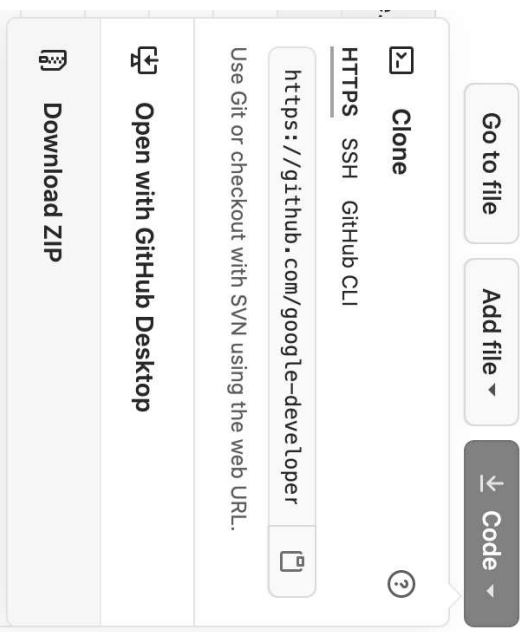 Go to file Add file Code
Clone
HTTPS SSH GitHub CLI
https://github.com/google-developer
Use Git or checkout with SVN using the web URL.
Open with GitHub Desktop
Download ZIP